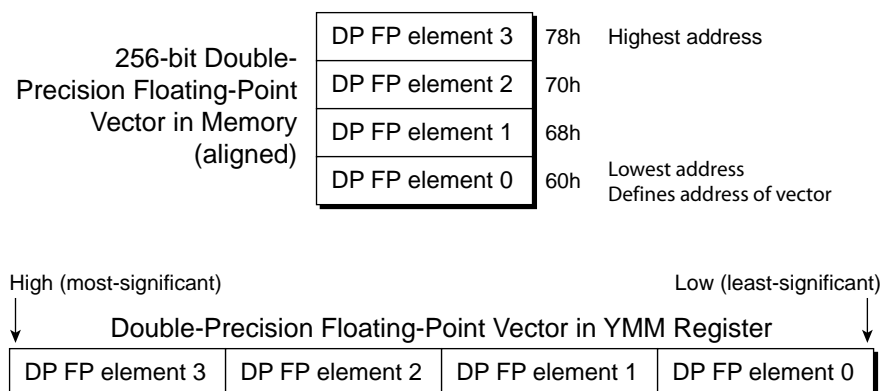 256-bit Double-
Precision Floating-Point
Vector in Memory
(aligned)
DP FP element 3 78h Highest address
DP FP element 2 70h
DP FP element 1 68h
DP FP element 0 60h Lowest address
Defines address of vector
High (most-significant) Low (least-significant)
Double-Precision Floating-Point Vector in YMM Register
DP FP element 3 DP FP element 2 DP FP element 1 DP FP element 0